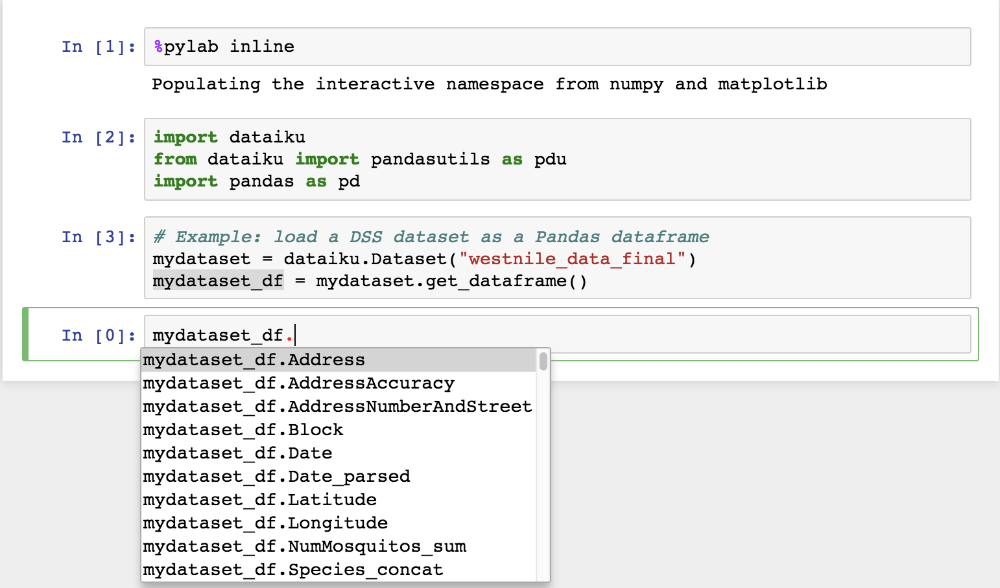 In [1]: %pylab inline
Populating the interactive namespace from numpy and matplotlib
In [2]: import dataiku
from dataiku import pandasutils as pdu
import pandas as pd
In [3]: # Example: load a DSS dataset as a Pandas dataframe
mydataset = dataiku.Dataset("westnile_data_final")
mydataset_df = mydataset.get_dataframe()
In [0]: mydataset_df.
mydataset_df.Address
mydataset_df.AddressAccuracy
mydataset_df.AddressNumberAndStreet
mydataset_df.Block
mydataset_df.Date
mydataset_df.Date_parsed
mydataset_df.Latitude
mydataset_df.Longitude
mydataset_df.NumMosquitos_sum
mydataset_df.Species_concat